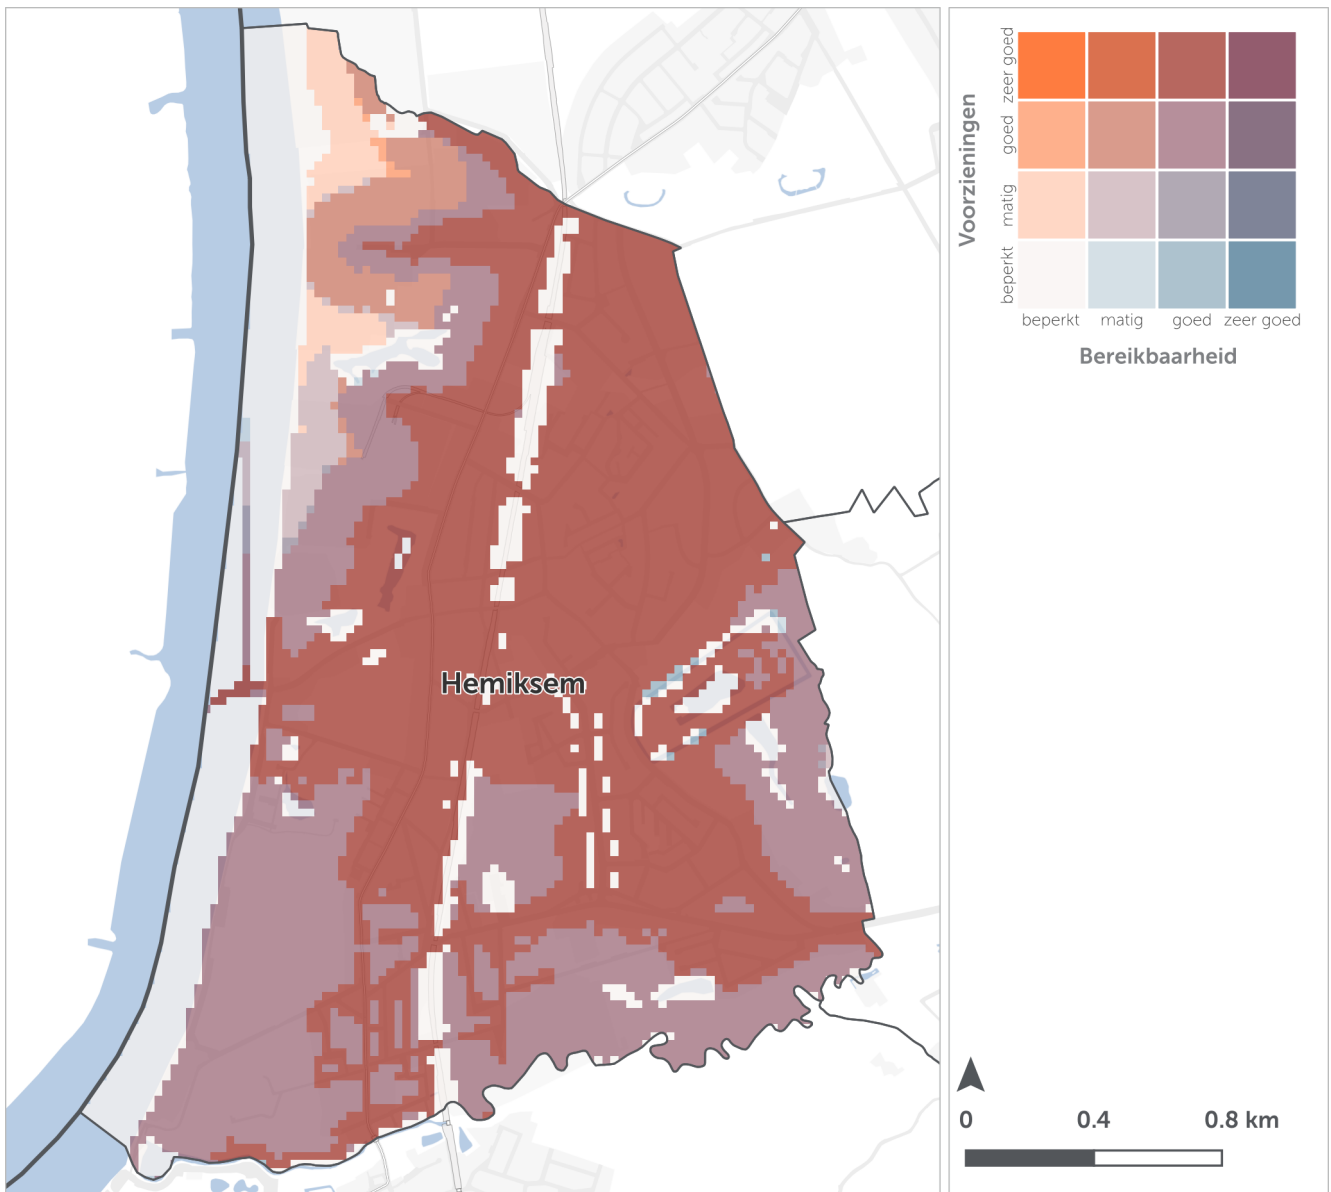 Hemiksem
Voorzieningen
zeer goed
goed
matig
beperkt
beperkt matig goed zeer goed
Bereikbaarheid
0 0.4 0.8 km